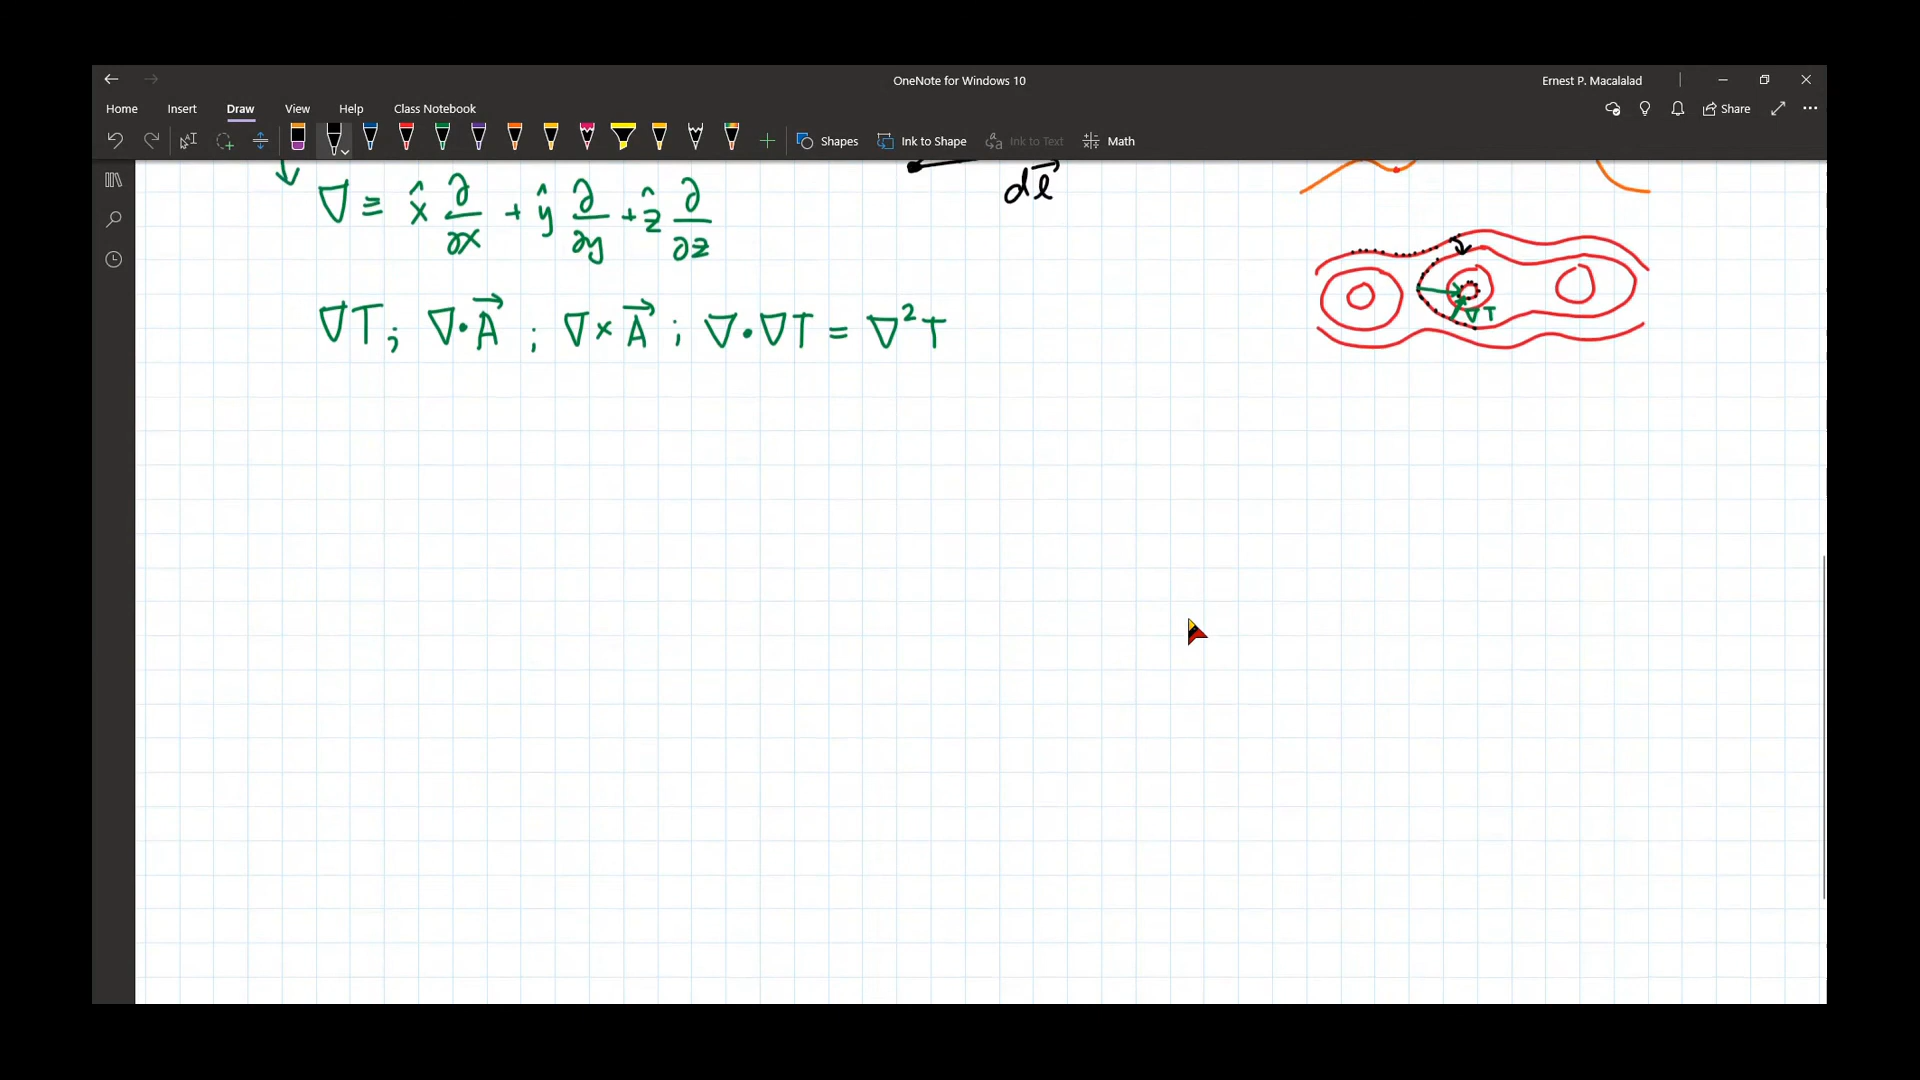 OneNote for Windows 10
Ernest P. Macalalad
Home Insert Draw View Help Class Notebook
Share
Shapes Ink to Shape Ink to Text Math
∇ ≡ x̂ ∂/∂x + ŷ ∂/∂y + ẑ ∂/∂z
dl⃗
∇T; ∇·A⃗ ; ∇×A⃗ ; ∇·∇T = ∇²T
∇T